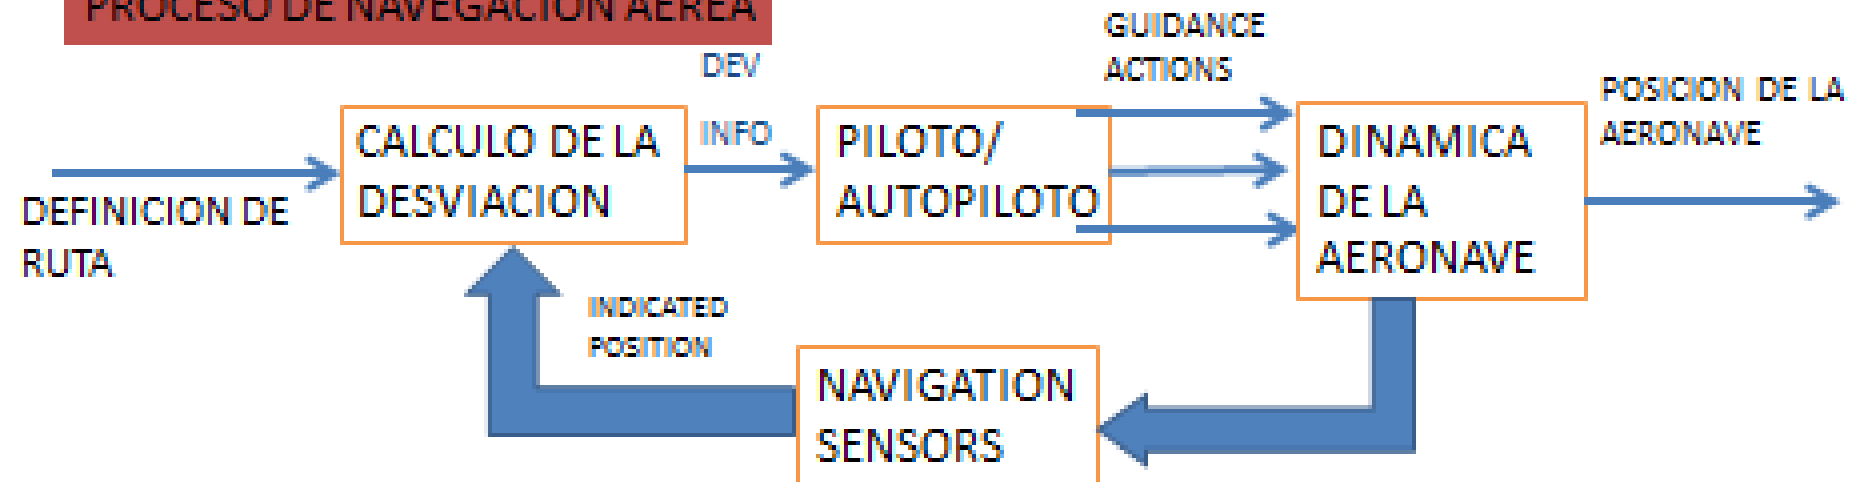 PROCESO DE NAVEGACION AEREA
DEV
INFO
GUIDANCE
ACTIONS
POSICION DE LA
AERONAVE
DEFINICION DE
RUTA
CALCULO DE LA
DESVIACION
PILOTO/
AUTOPILOTO
DINAMICA
DE LA
AERONAVE
INDICATED
POSITION
NAVIGATION
SENSORS